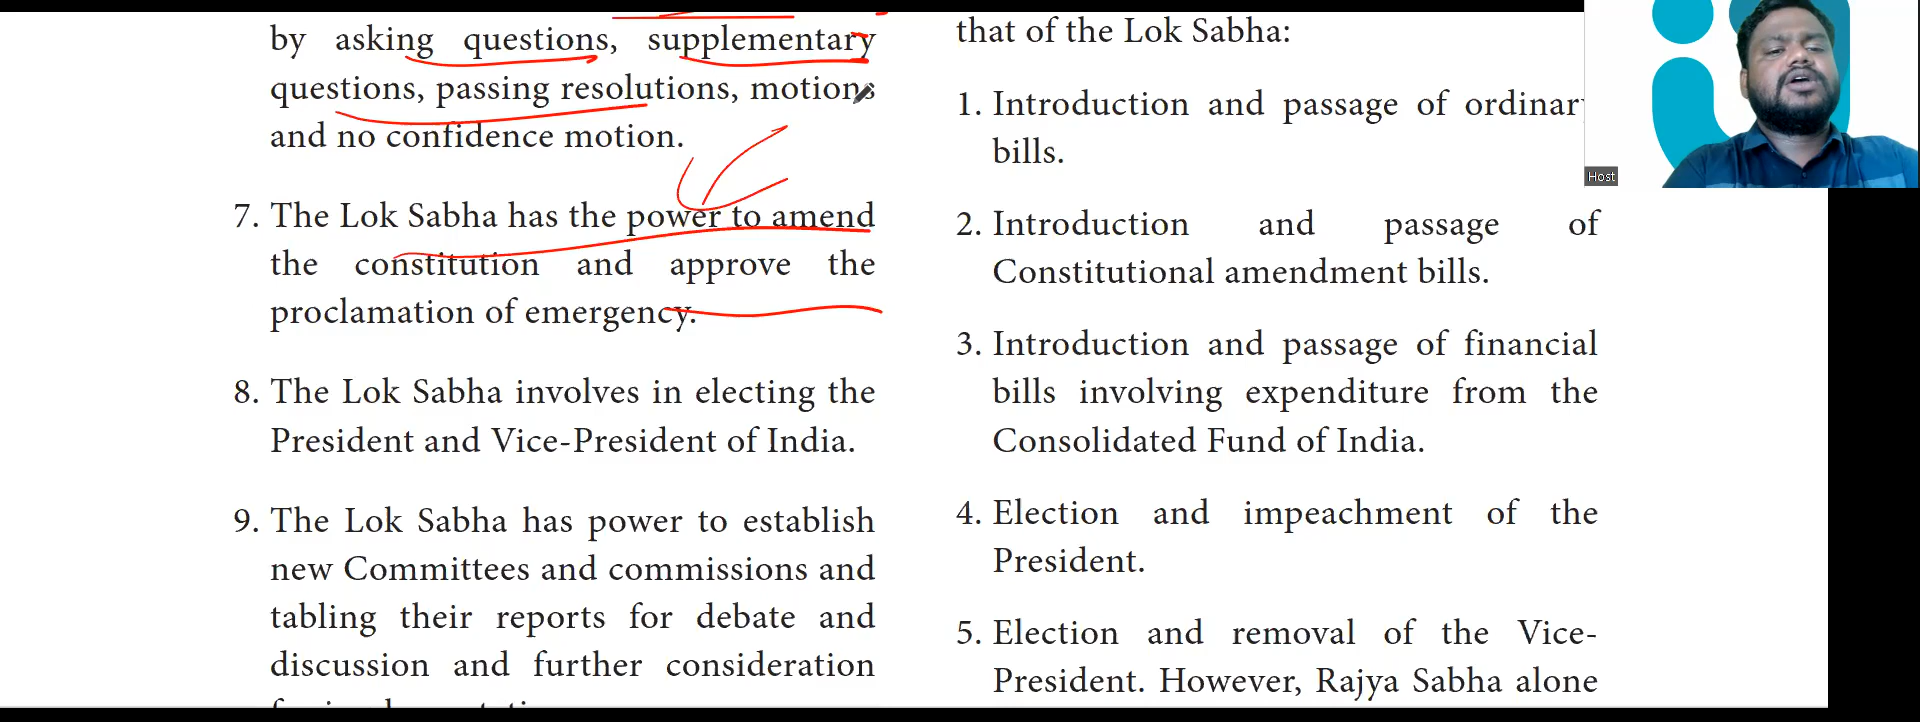 by asking questions, supplementary
questions, passing resolutions, motions
and no confidence motion.
7. The Lok Sabha has the power to amend
the constitution and approve the
proclamation of emergency.
8. The Lok Sabha involves in electing the
President and Vice-President of India.
9. The Lok Sabha has power to establish
new Committees and commissions and
tabling their reports for debate and
discussion and further consideration
that of the Lok Sabha:
1. Introduction and passage of ordinar
bills.
2. Introduction and passage of
Constitutional amendment bills.
3. Introduction and passage of financial
bills involving expenditure from the
Consolidated Fund of India.
4. Election and impeachment of the
President.
5. Election and removal of the Vice-
President. However, Rajya Sabha alone
Host